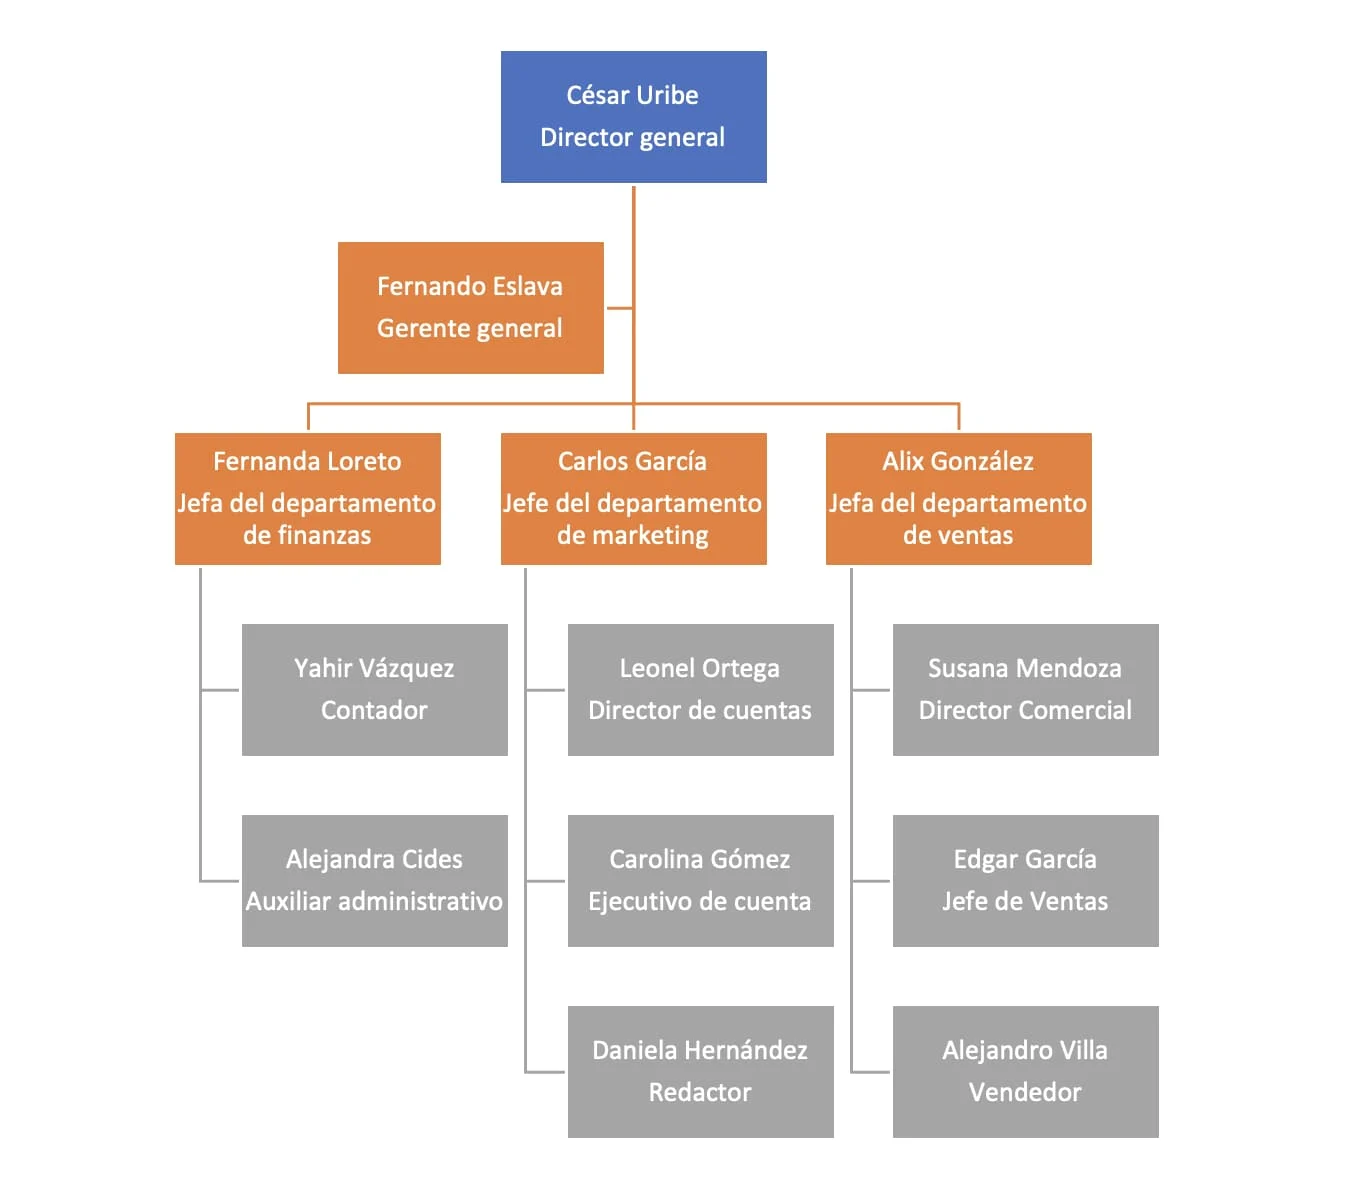 César Uribe
Director general
Fernando Eslava
Gerente general
Fernanda Loreto
Jefa del departamento
de finanzas
Carlos García
Jefe del departamento
de marketing
Alix González
Jefa del departamento
de ventas
Yahir Vázquez
Contador
Leonel Ortega
Director de cuentas
Susana Mendoza
Director Comercial
Alejandra Cides
Auxiliar administrativo
Carolina Gómez
Ejecutivo de cuenta
Edgar García
Jefe de Ventas
Daniela Hernández
Redactor
Alejandro Villa
Vendedor